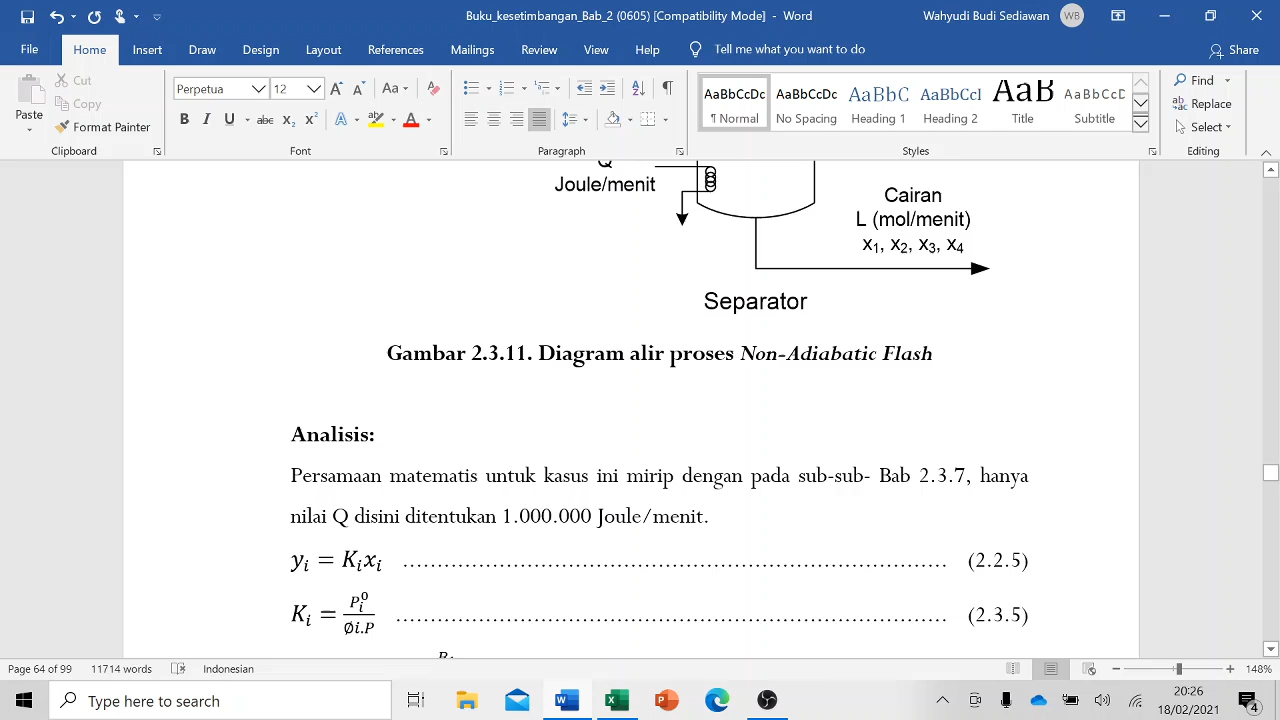 Buku_kesetimbangan_Bab_2 (0605) [Compatibility Mode] - Word
Wahyudi Budi Sediawan
WB
File Home Insert Draw Design Layout References Mailings Review View Help Tell me what you want to do Share
Paste
Cut
Copy
Format Painter
Clipboard
Perpetua 12
Font
Paragraph
AaBbCcDc AaBbCcDc AaBbC AaBbCcl AaB AaBbCcD
¶ Normal No Spacing Heading 1 Heading 2 Title Subtitle
Styles
Find
Replace
Select
Editing
Q
Joule/menit
Cairan
L (mol/menit)
x1, x2, x3, x4
Separator
Gambar 2.3.11. Diagram alir proses Non-Adiabatic Flash
Analisis:
Persamaan matematis untuk kasus ini mirip dengan pada sub-sub- Bab 2.3.7, hanya
nilai Q disini ditentukan 1.000.000 Joule/menit.
yi = Kixi ........................................................................ (2.2.5)
Ki = Pi0 / Øi.P ........................................................................ (2.3.5)
Page 64 of 99 11714 words Indonesian 148%
Type here to search
20:26
18/02/2021
4